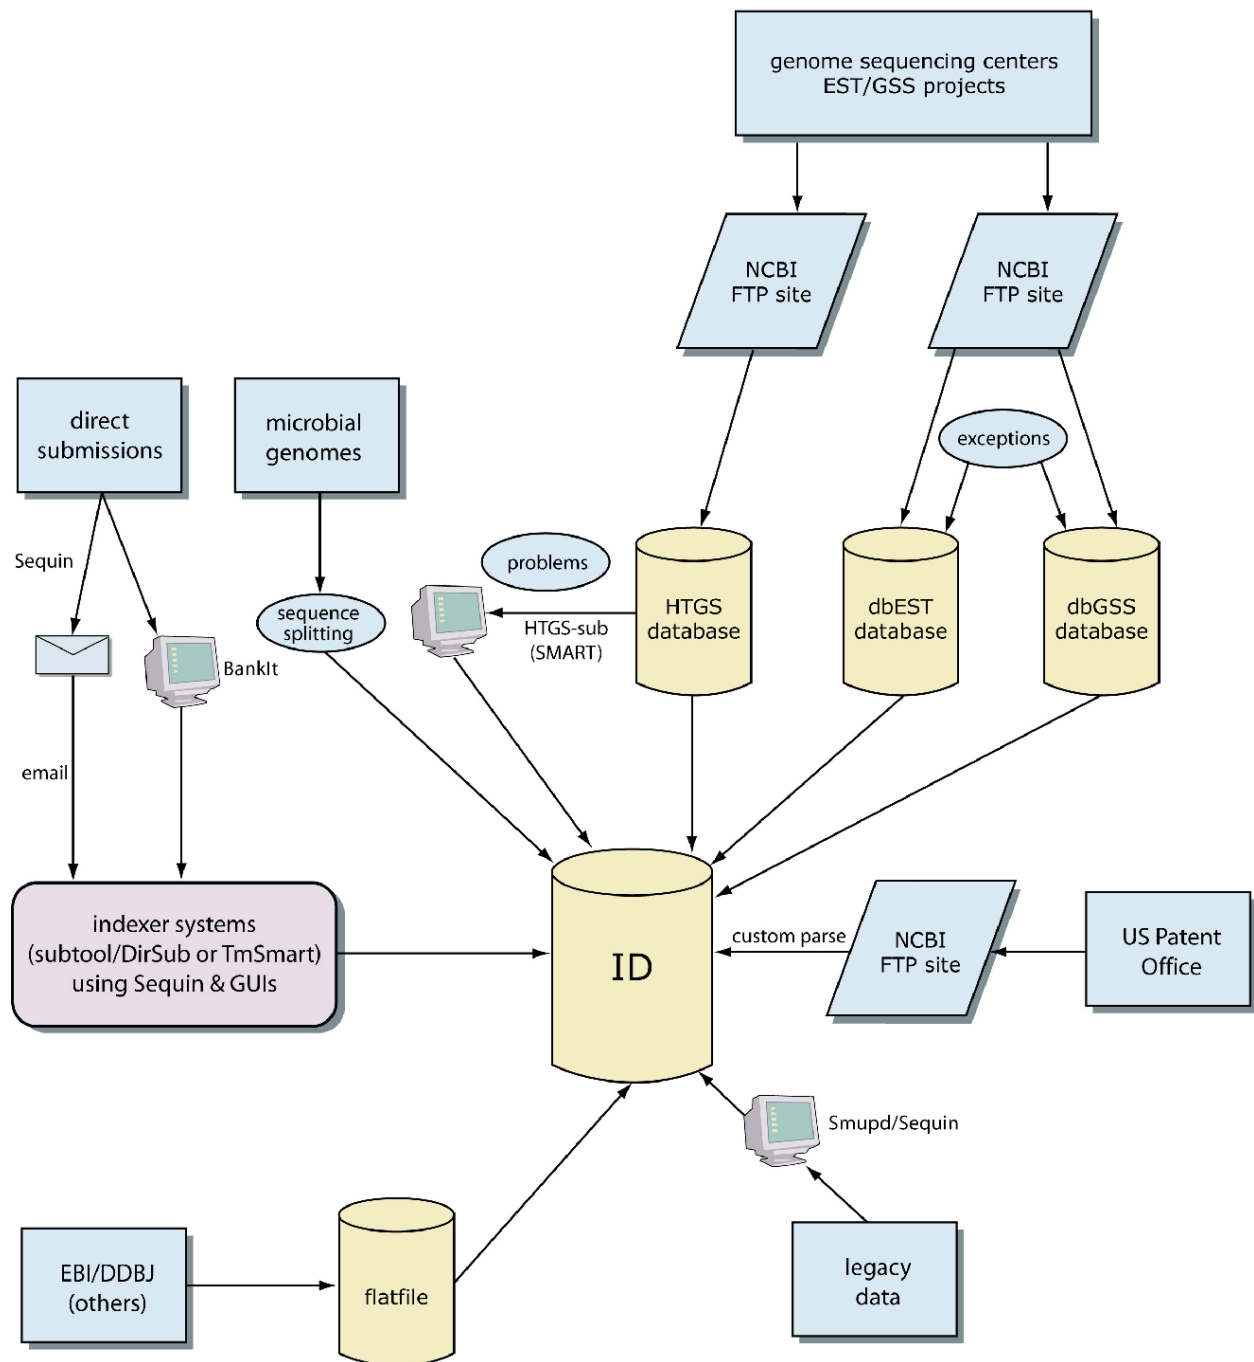 genome sequencing centers
EST/GSS projects
NCBI
FTP site
NCBI
FTP site
direct
submissions
microbial
genomes
exceptions
Sequin
problems
sequence
splitting
HTGS
database
dbEST
database
dbGSS
database
HTGS-sub
(SMART)
BankIt
email
indexer systems
(subtool/DirSub or TmSmart)
using Sequin & GUIs
ID
custom parse
NCBI
FTP site
US Patent
Office
Smupd/Sequin
EBI/DDBJ
(others)
flatfile
legacy
data